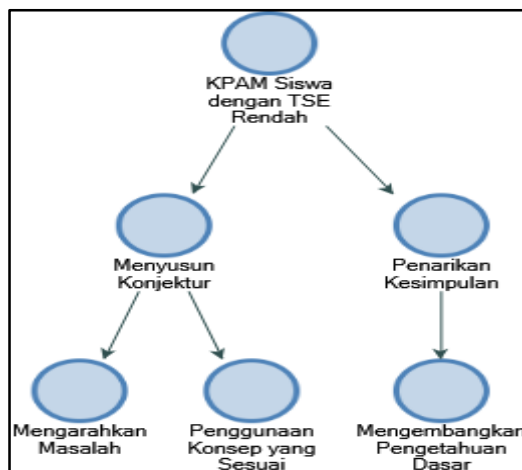 KPAM Siswa
dengan TSE
Rendah
Menyusun
Konjektur
Penarikan
Kesimpulan
Mengarahkan
Masalah
Penggunaan
Konsep yang
Sesuai
Mengembangkan
Pengetahuan
Dasar